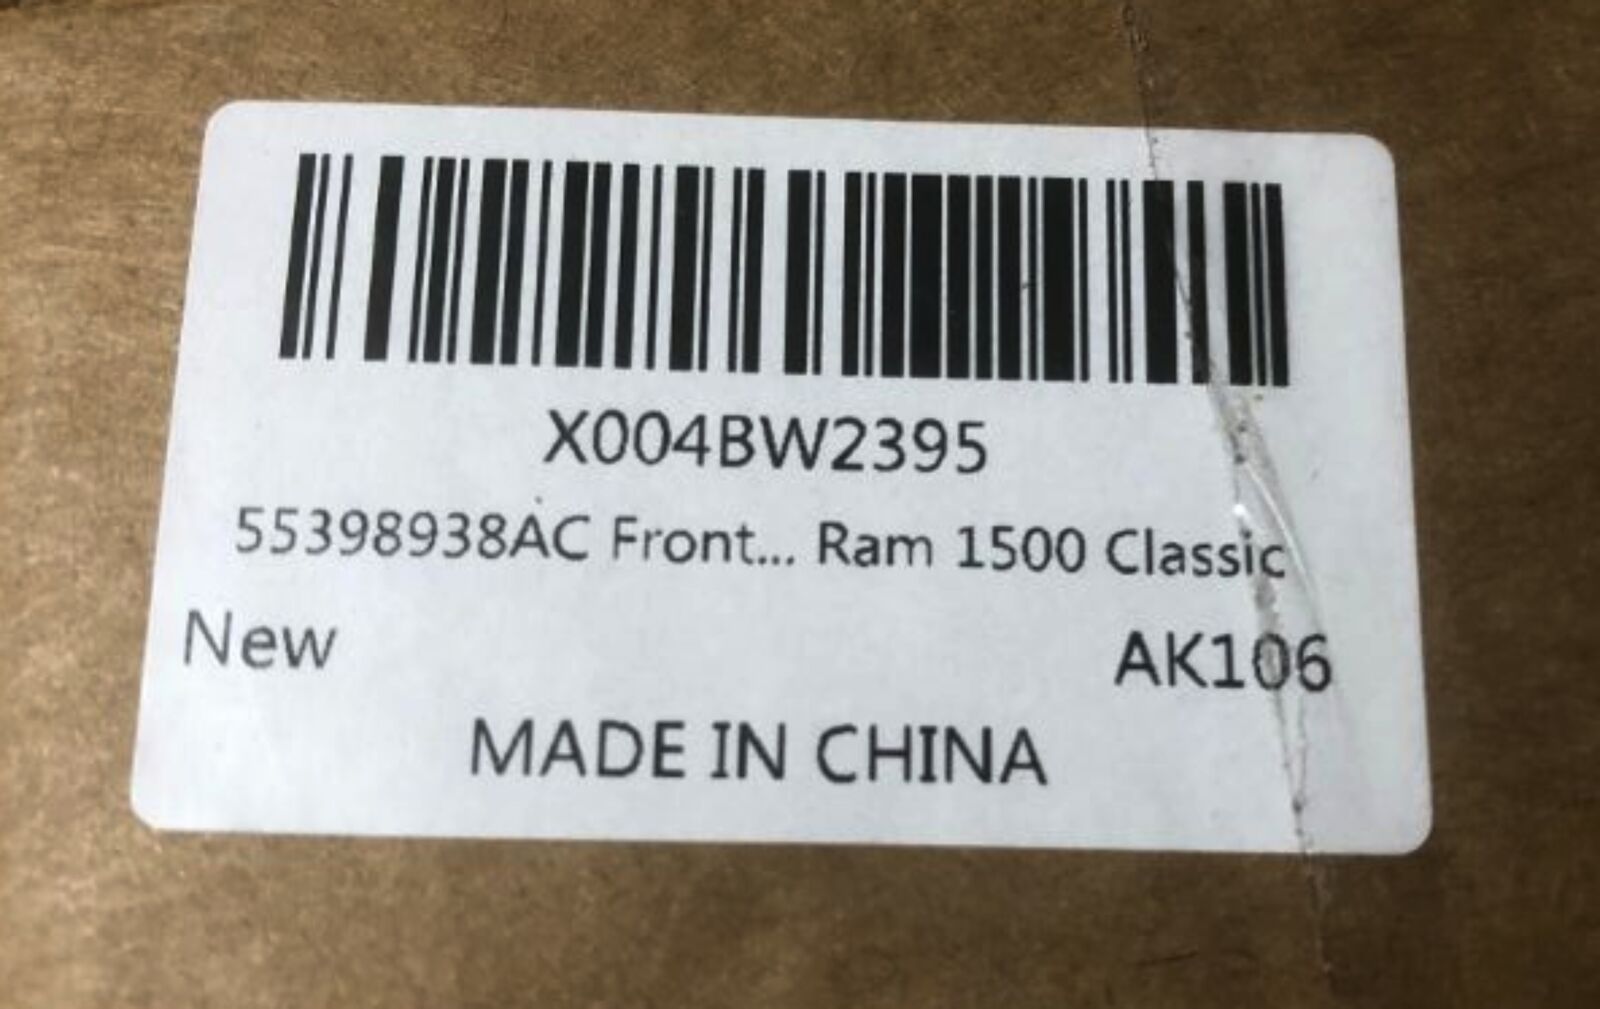 X004BW2395
55398938AC Front... Ram 1500 Classic
New AK106
MADE IN CHINA